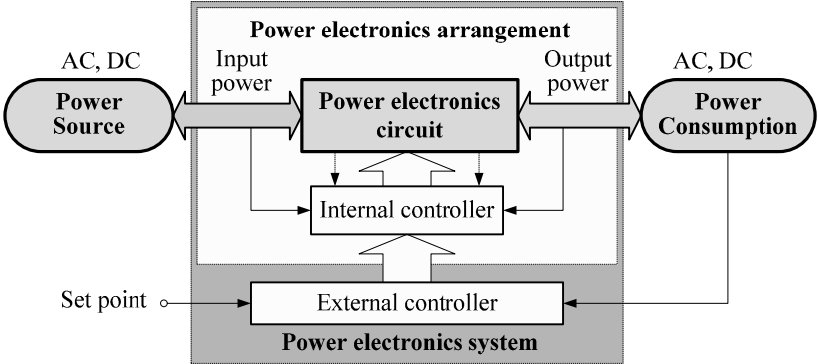 Power electronics arrangement
AC, DC
Input
power
Output
power
AC, DC
Power
Source
Power electronics
circuit
Power
Consumption
Internal controller
Set point
External controller
Power electronics system